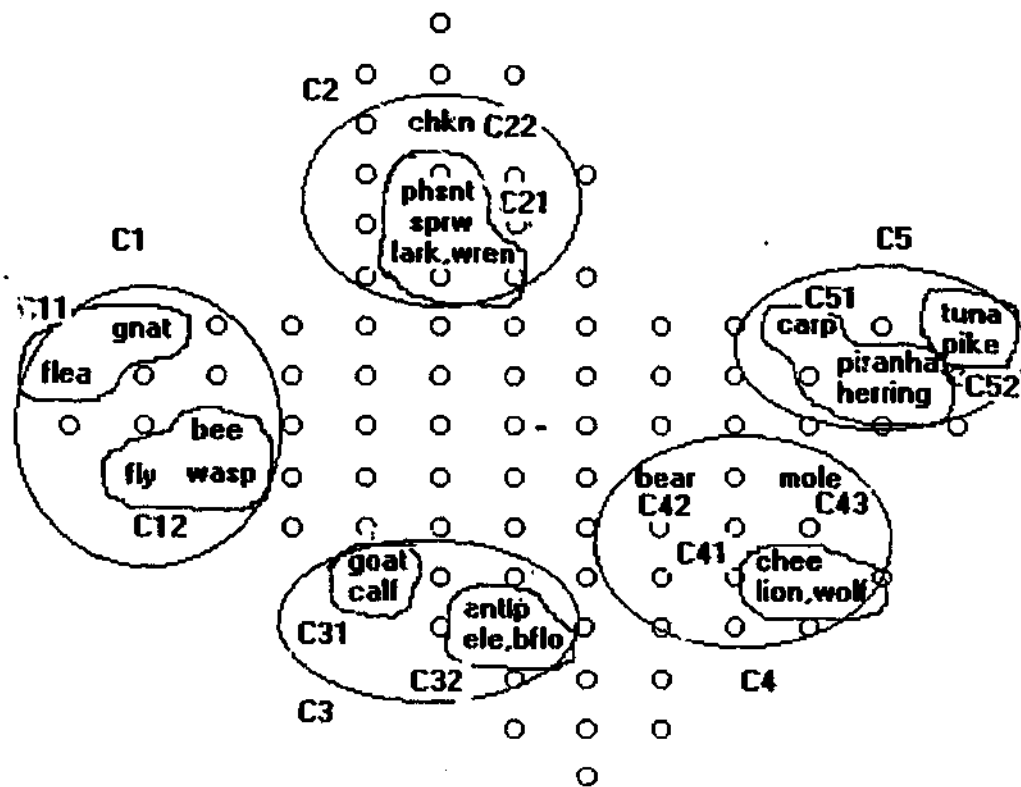 C2
chkn C22
phsnt
C21
sprw
lark,wren
C1
C5
C11
gnat
flea
C51
carp
tuna
pike
piranha
herring
C52
bee
fly wasp
C12
bear
mole
C42
C43
C41
chee
lion,wolf
goat
calf
antlp
ele,bflo
C31
C32
C3
C4